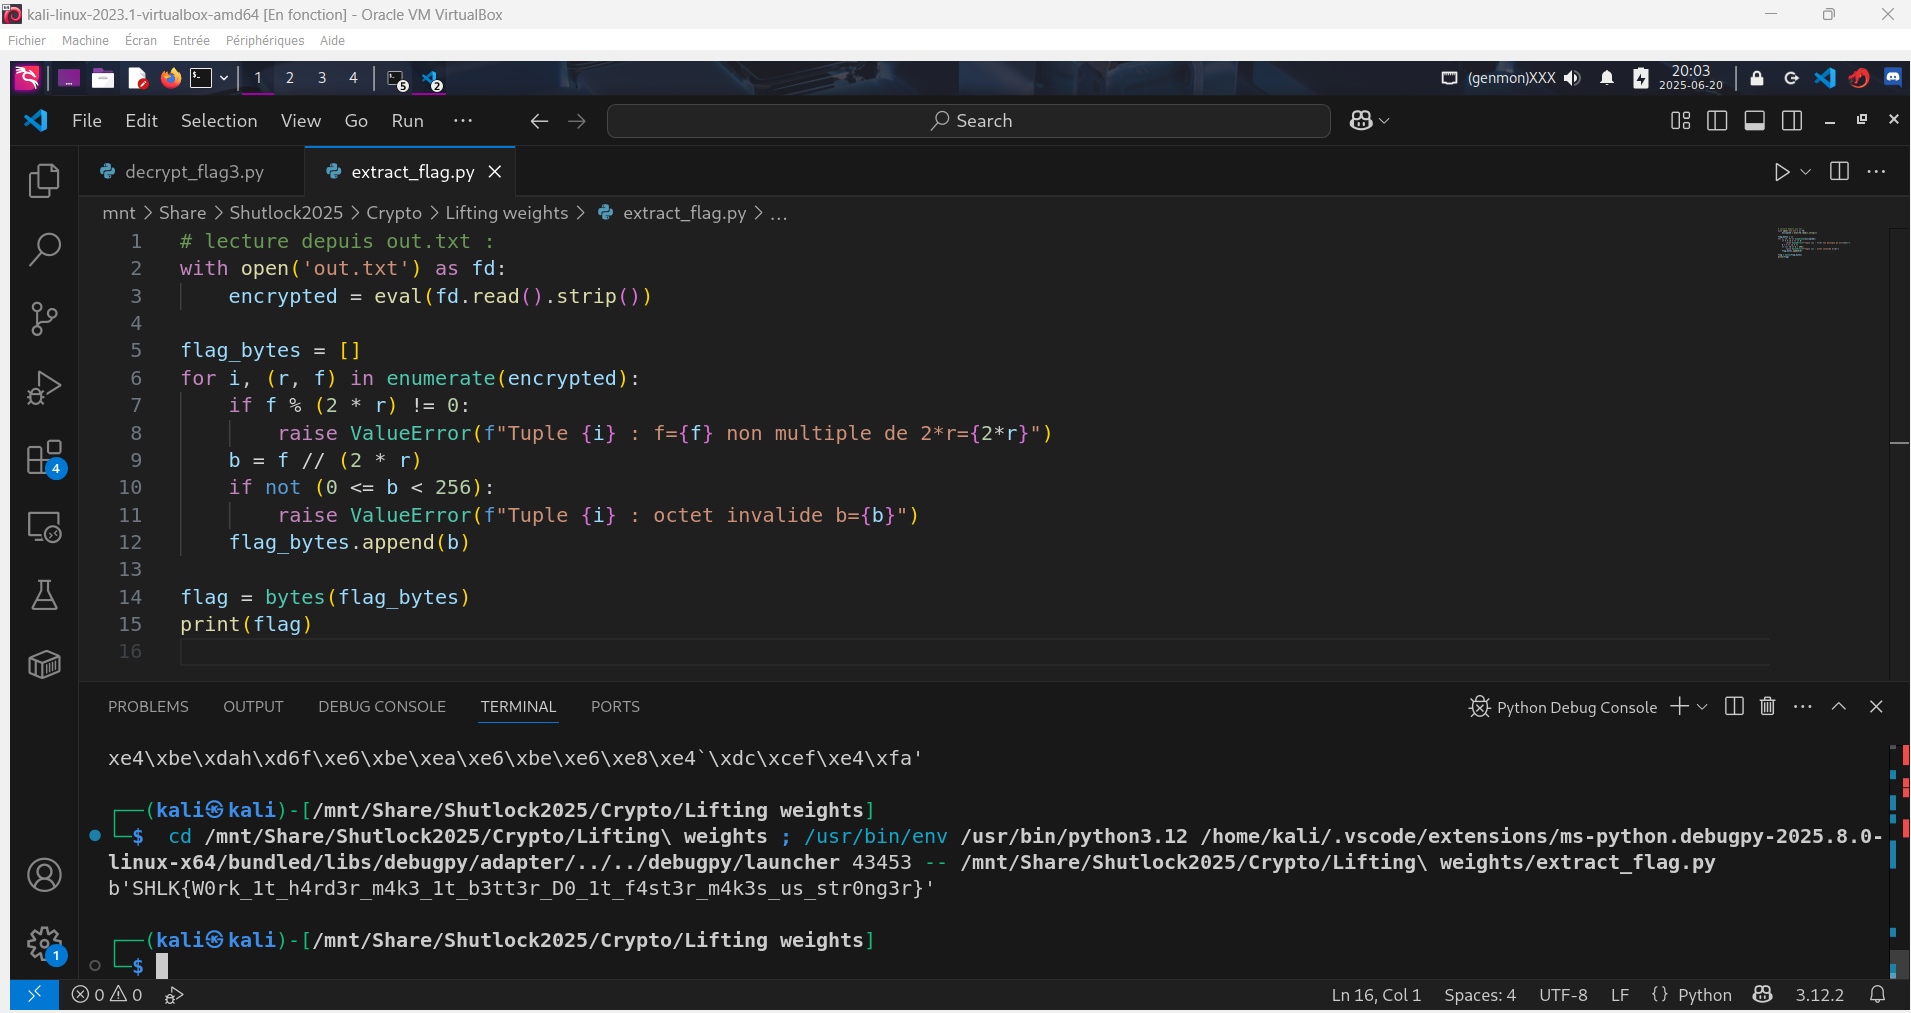 kali-linux-2023.1-virtualbox-amd64 [En fonction] - Oracle VM VirtualBox
Fichier Machine Écran Entrée Périphériques Aide
1 2 3 4 5 2 (genmon)XXX 20:03
2025-06-20
File Edit Selection View Go Run ··· Search
decrypt_flag3.py extract_flag.py
mnt > Share > Shutlock2025 > Crypto > Lifting weights > extract_flag.py > ...
1 # lecture depuis out.txt :
2 with open('out.txt') as fd:
3     encrypted = eval(fd.read().strip())
4
5 flag_bytes = []
6 for i, (r, f) in enumerate(encrypted):
7     if f % (2 * r) != 0:
8         raise ValueError(f"Tuple {i} : f={f} non multiple de 2*r={2*r}")
9     b = f // (2 * r)
10     if not (0 <= b < 256):
11         raise ValueError(f"Tuple {i} : octet invalide b={b}")
12     flag_bytes.append(b)
13
14 flag = bytes(flag_bytes)
15 print(flag)
16
4
1
PROBLEMS OUTPUT DEBUG CONSOLE TERMINAL PORTS Python Debug Console
xe4\xbe\xdah\xd6f\xe6\xbe\xea\xe6\xbe\xe6\xe8\xe4`\xdc\xcef\xe4\xfa'
┌──(kali㉿kali)-[/mnt/Share/Shutlock2025/Crypto/Lifting weights]
└─$ cd /mnt/Share/Shutlock2025/Crypto/Lifting\ weights ; /usr/bin/env /usr/bin/python3.12 /home/kali/.vscode/extensions/ms-python.debugpy-2025.8.0-
linux-x64/bundled/libs/debugpy/adapter/../../debugpy/launcher 43453 -- /mnt/Share/Shutlock2025/Crypto/Lifting\ weights/extract_flag.py
b'SHLK{W0rk_1t_h4rd3r_m4k3_1t_b3tt3r_D0_1t_f4st3r_m4k3s_us_str0ng3r}'
┌──(kali㉿kali)-[/mnt/Share/Shutlock2025/Crypto/Lifting weights]
└─$
0 0 Ln 16, Col 1 Spaces: 4 UTF-8 LF {} Python 3.12.2